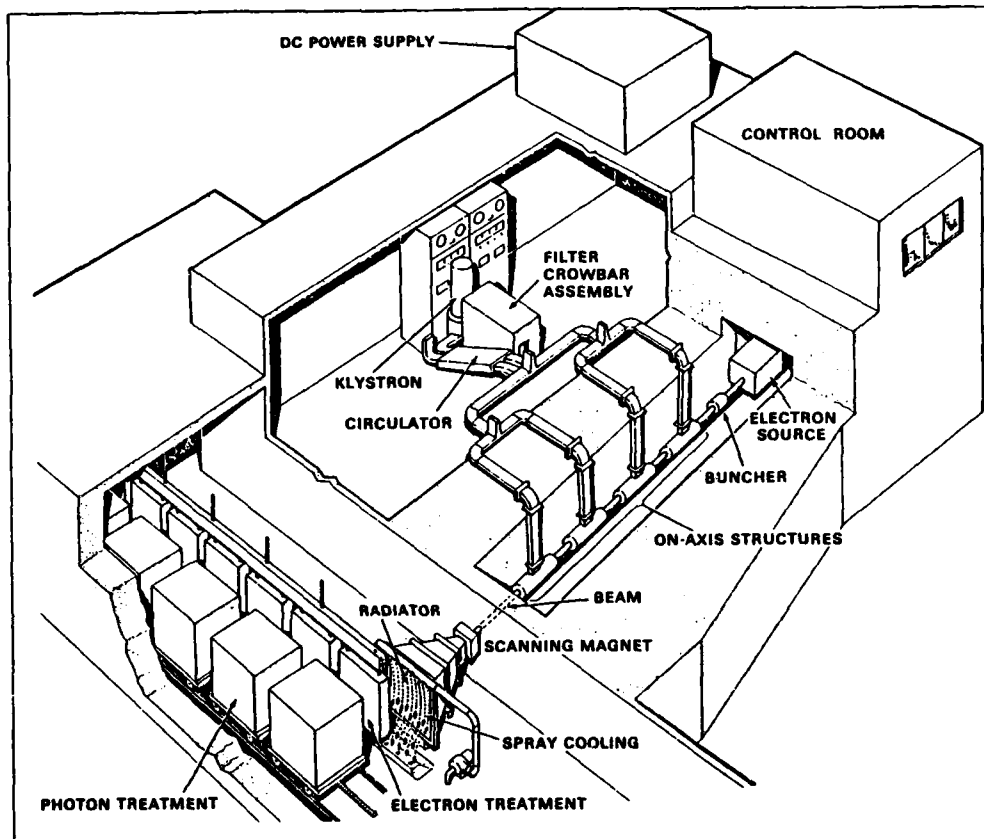 DC POWER SUPPLY
CONTROL ROOM
FILTER
CROWBAR
ASSEMBLY
KLYSTRON
CIRCULATOR
ELECTRON
SOURCE
BUNCHER
ON-AXIS STRUCTURES
BEAM
RADIATOR
SCANNING MAGNET
SPRAY COOLING
PHOTON TREATMENT
ELECTRON TREATMENT